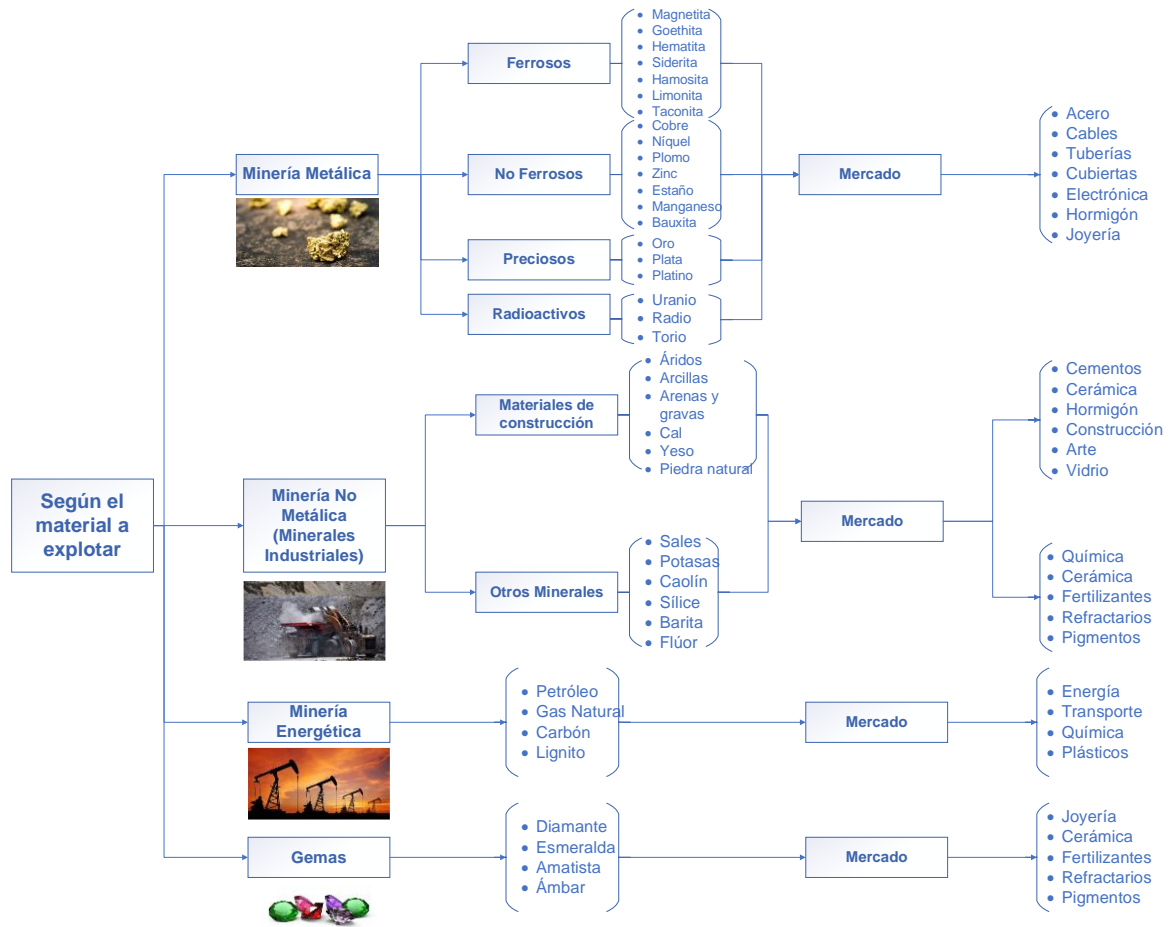 Según el
material a
explotar
Minería Metálica
Ferrosos
Magnetita
Goethita
Hematita
Siderita
Hamosita
Limonita
Taconita
No Ferrosos
Cobre
Níquel
Plomo
Zinc
Estaño
Manganeso
Bauxita
Preciosos
Oro
Plata
Platino
Radioactivos
Uranio
Radio
Torio
Mercado
Acero
Cables
Tuberías
Cubiertas
Electrónica
Hormigón
Joyería
Minería No
Metálica
(Minerales
Industriales)
Materiales de
construcción
Áridos
Arcillas
Arenas y
gravas
Cal
Yeso
Piedra natural
Otros Minerales
Sales
Potasas
Caolín
Sílice
Barita
Flúor
Mercado
Cementos
Cerámica
Hormigón
Construcción
Arte
Vidrio
Química
Cerámica
Fertilizantes
Refractarios
Pigmentos
Minería
Energética
Petróleo
Gas Natural
Carbón
Lignito
Mercado
Energía
Transporte
Química
Plásticos
Gemas
Diamante
Esmeralda
Amatista
Ámbar
Mercado
Joyería
Cerámica
Fertilizantes
Refractarios
Pigmentos